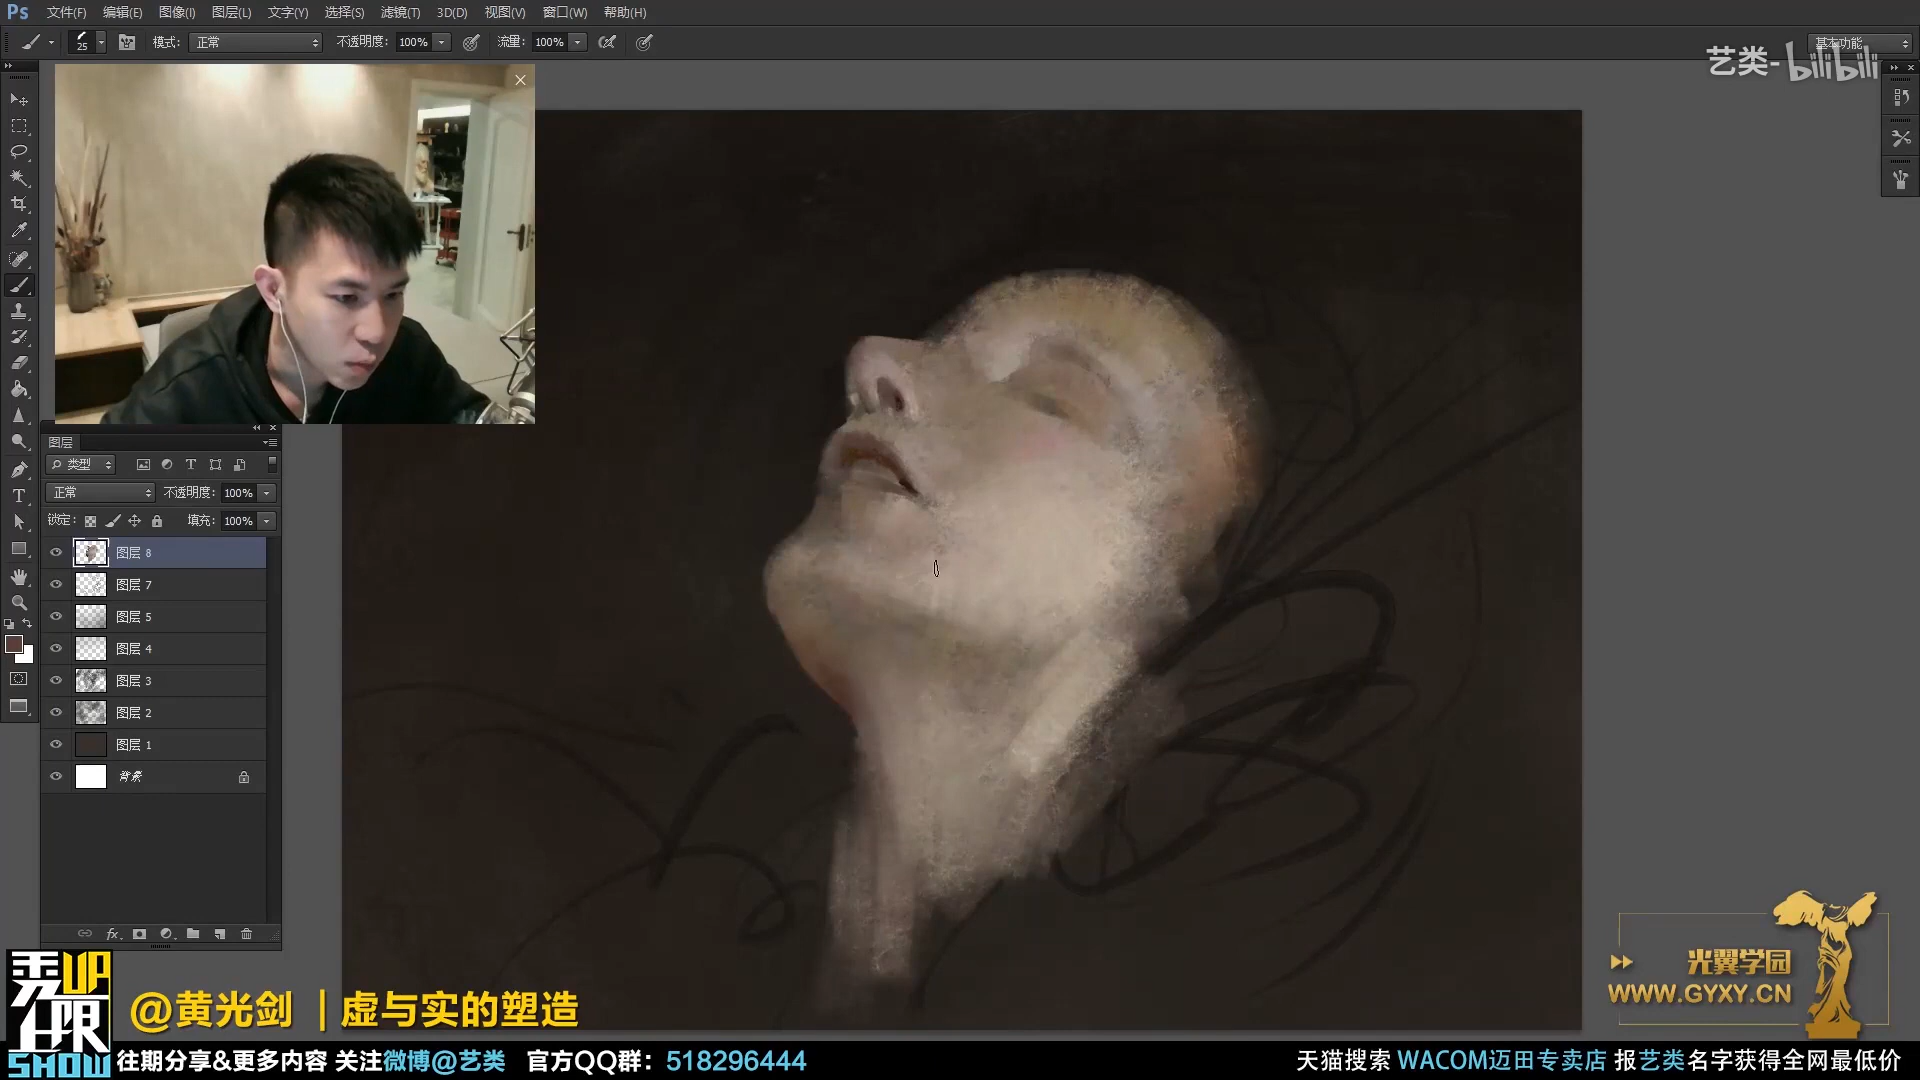 Ps 文件(F) 编辑(E) 图像(I) 图层(L) 文字(Y) 选择(S) 滤镜(T) 3D(D) 视图(V) 窗口(W) 帮助(H)
25 模式: 正常 不透明度: 100% 流量: 100% 基本功能
艺类-bilibili
图层
类型
正常 不透明度: 100%
锁定: 填充: 100%
图层 8
图层 7
图层 5
图层 4
图层 3
图层 2
图层 1
背景
fx
光翼学园
WWW.GYXY.CN
秀UP
HR
SHOW
@黄光剑 | 虚与实的塑造
往期分享&更多内容 关注微博@艺类 官方QQ群: 518296444
天猫搜索 WACOM迈田专卖店 报艺类名字获得全网最低价